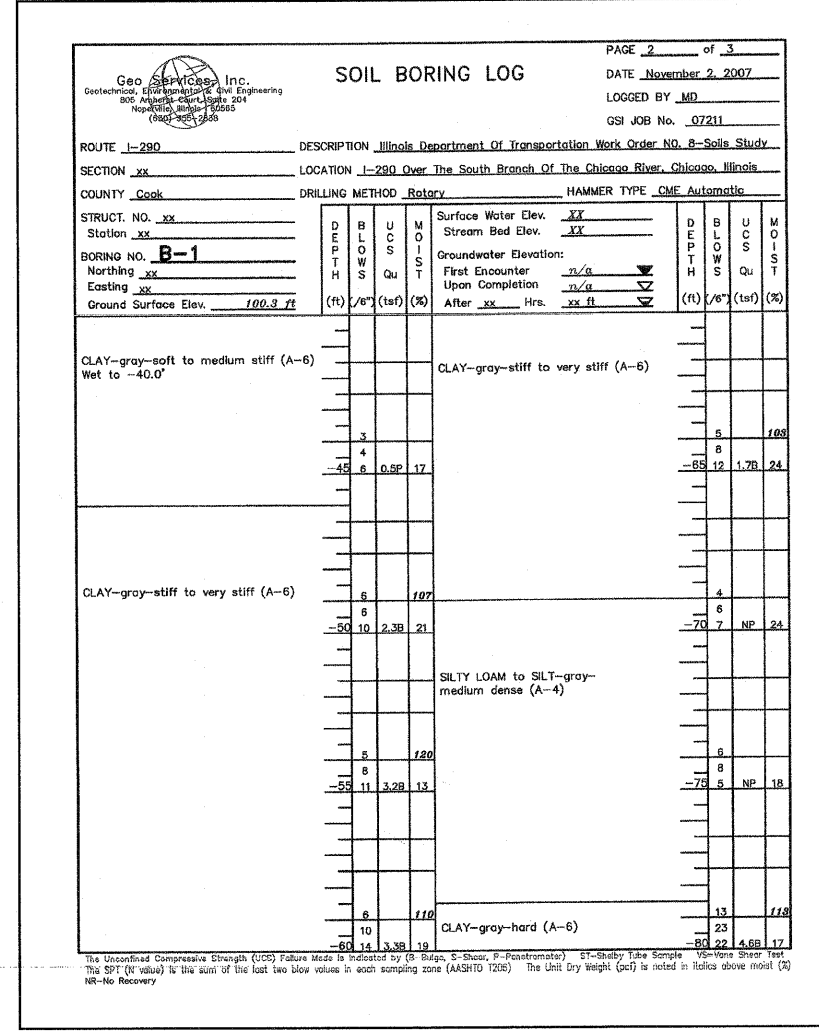 PAGE 2 of 3
Geo Services, Inc.
Geotechnical, Environmental & Civil Engineering
805 Amherst Court, Suite 204
Naperville, Illinois 60565
(630) 355-2838
SOIL BORING LOG
DATE November 2, 2007
LOGGED BY MD
GSI JOB No. 07211
ROUTE I-290 DESCRIPTION Illinois Department Of Transportation Work Order NO. 8-Soils Study
SECTION xx LOCATION I-290 Over The South Branch Of The Chicago River, Chicago, Illinois
COUNTY Cook DRILLING METHOD Rotary HAMMER TYPE CME Automatic
STRUCT. NO. xx
Station xx
BORING NO. B-1
Northing xx
Easting xx
Ground Surface Elev. 100.3 ft
DEPTH (ft)
BLOWS (/6")
UCS Qu (tsf)
MOIST (%)
Surface Water Elev. XX
Stream Bed Elev. XX
Groundwater Elevation:
First Encounter n/a
Upon Completion n/a
After xx Hrs. xx ft
DEPTH (ft)
BLOWS (/6")
UCS Qu (tsf)
MOIST (%)
CLAY-gray-soft to medium stiff (A-6)
Wet to -40.0'
3
4
-45 6 0.5P 17
CLAY-gray-stiff to very stiff (A-6)
6 107
6
-50 10 2.3B 21
5 120
8
-55 11 3.2B 13
6 110
10
-60 14 3.3B 19
CLAY-gray-stiff to very stiff (A-6)
5 103
8
-65 12 1.7B 24
4
6
-70 7 NP 24
SILTY LOAM to SILT-gray-
medium dense (A-4)
6
8
-75 5 NP 18
13 113
CLAY-gray-hard (A-6)
23
-80 22 4.6B 17
The Unconfined Compressive Strength (UCS) Failure Mode is indicated by (B-Bulge, S-Shear, P-Penetrometer) ST-Shelby Tube Sample VS-Vane Shear Test
The SPT (N value) is the sum of the last two blow values in each sampling zone (AASHTO T206) The Unit Dry Weight (pcf) is noted in italics above moist (%)
NR-No Recovery